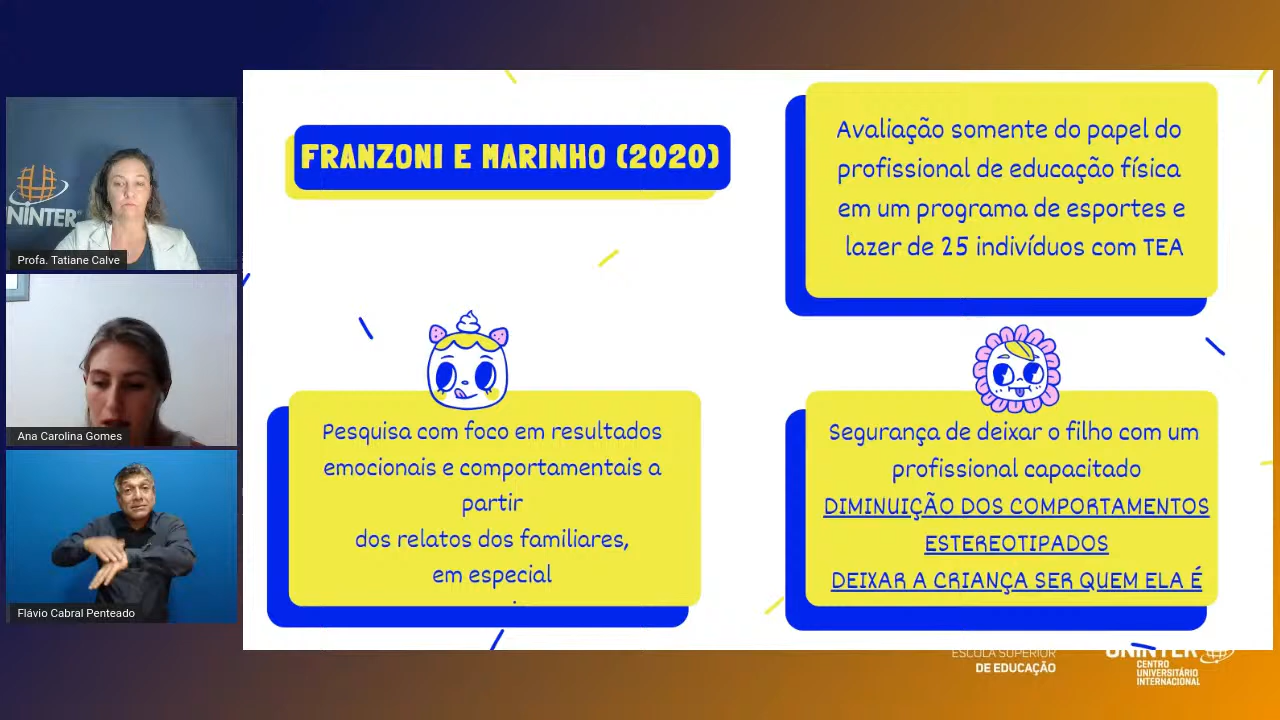 FRANZONI E MARINHO (2020)
Avaliação somente do papel do
profissional de educação física
em um programa de esportes e
lazer de 25 indivíduos com TEA
Pesquisa com foco em resultados
emocionais e comportamentais a
partir
dos relatos dos familiares,
em especial
Segurança de deixar o filho com um
profissional capacitado
DIMINUIÇÃO DOS COMPORTAMENTOS
ESTEREOTIPADOS
DEIXAR A CRIANÇA SER QUEM ELA É
UNINTER
Profa. Tatiane Calve
Ana Carolina Gomes
Flávio Cabral Penteado
ESCOLA SUPERIOR
DE EDUCAÇÃO
UNINTER
CENTRO
UNIVERSITÁRIO
INTERNACIONAL